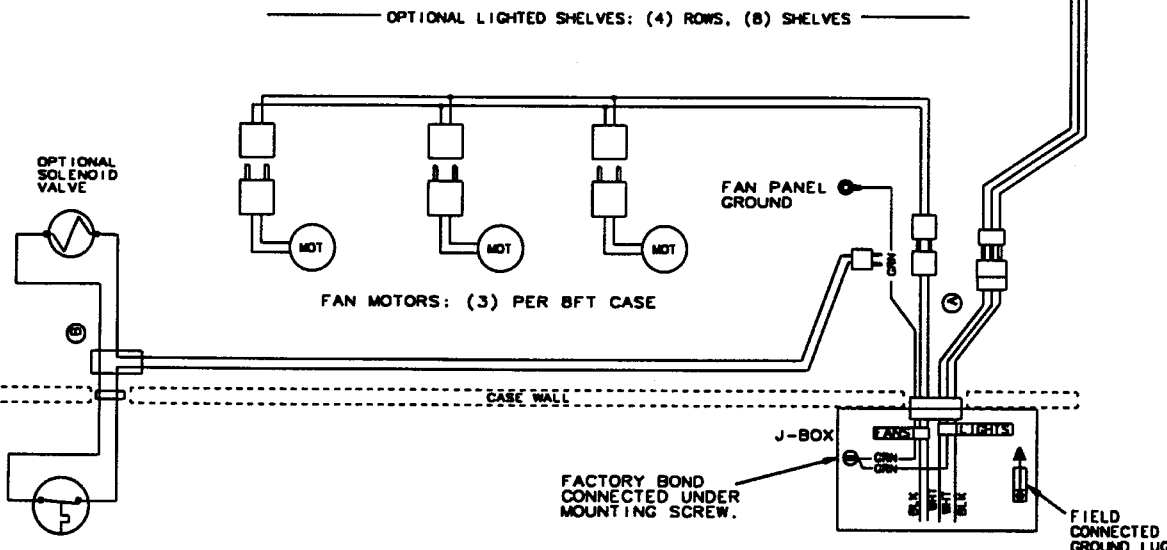 OPTIONAL LIGHTED SHELVES: (4) ROWS, (8) SHELVES
OPTIONAL
SOLENOID
VALVE
FAN PANEL
GROUND
MOT
MOT
MOT
GRN
FAN MOTORS: (3) PER 8FT CASE
A
B
CASE WALL
J-BOX
FANS
LIGHTS
GRN
GRN
FACTORY BOND
CONNECTED UNDER
MOUNTING SCREW.
BLK
WHT
WHT
BLK
FIELD
CONNECTED
GROUND LUG